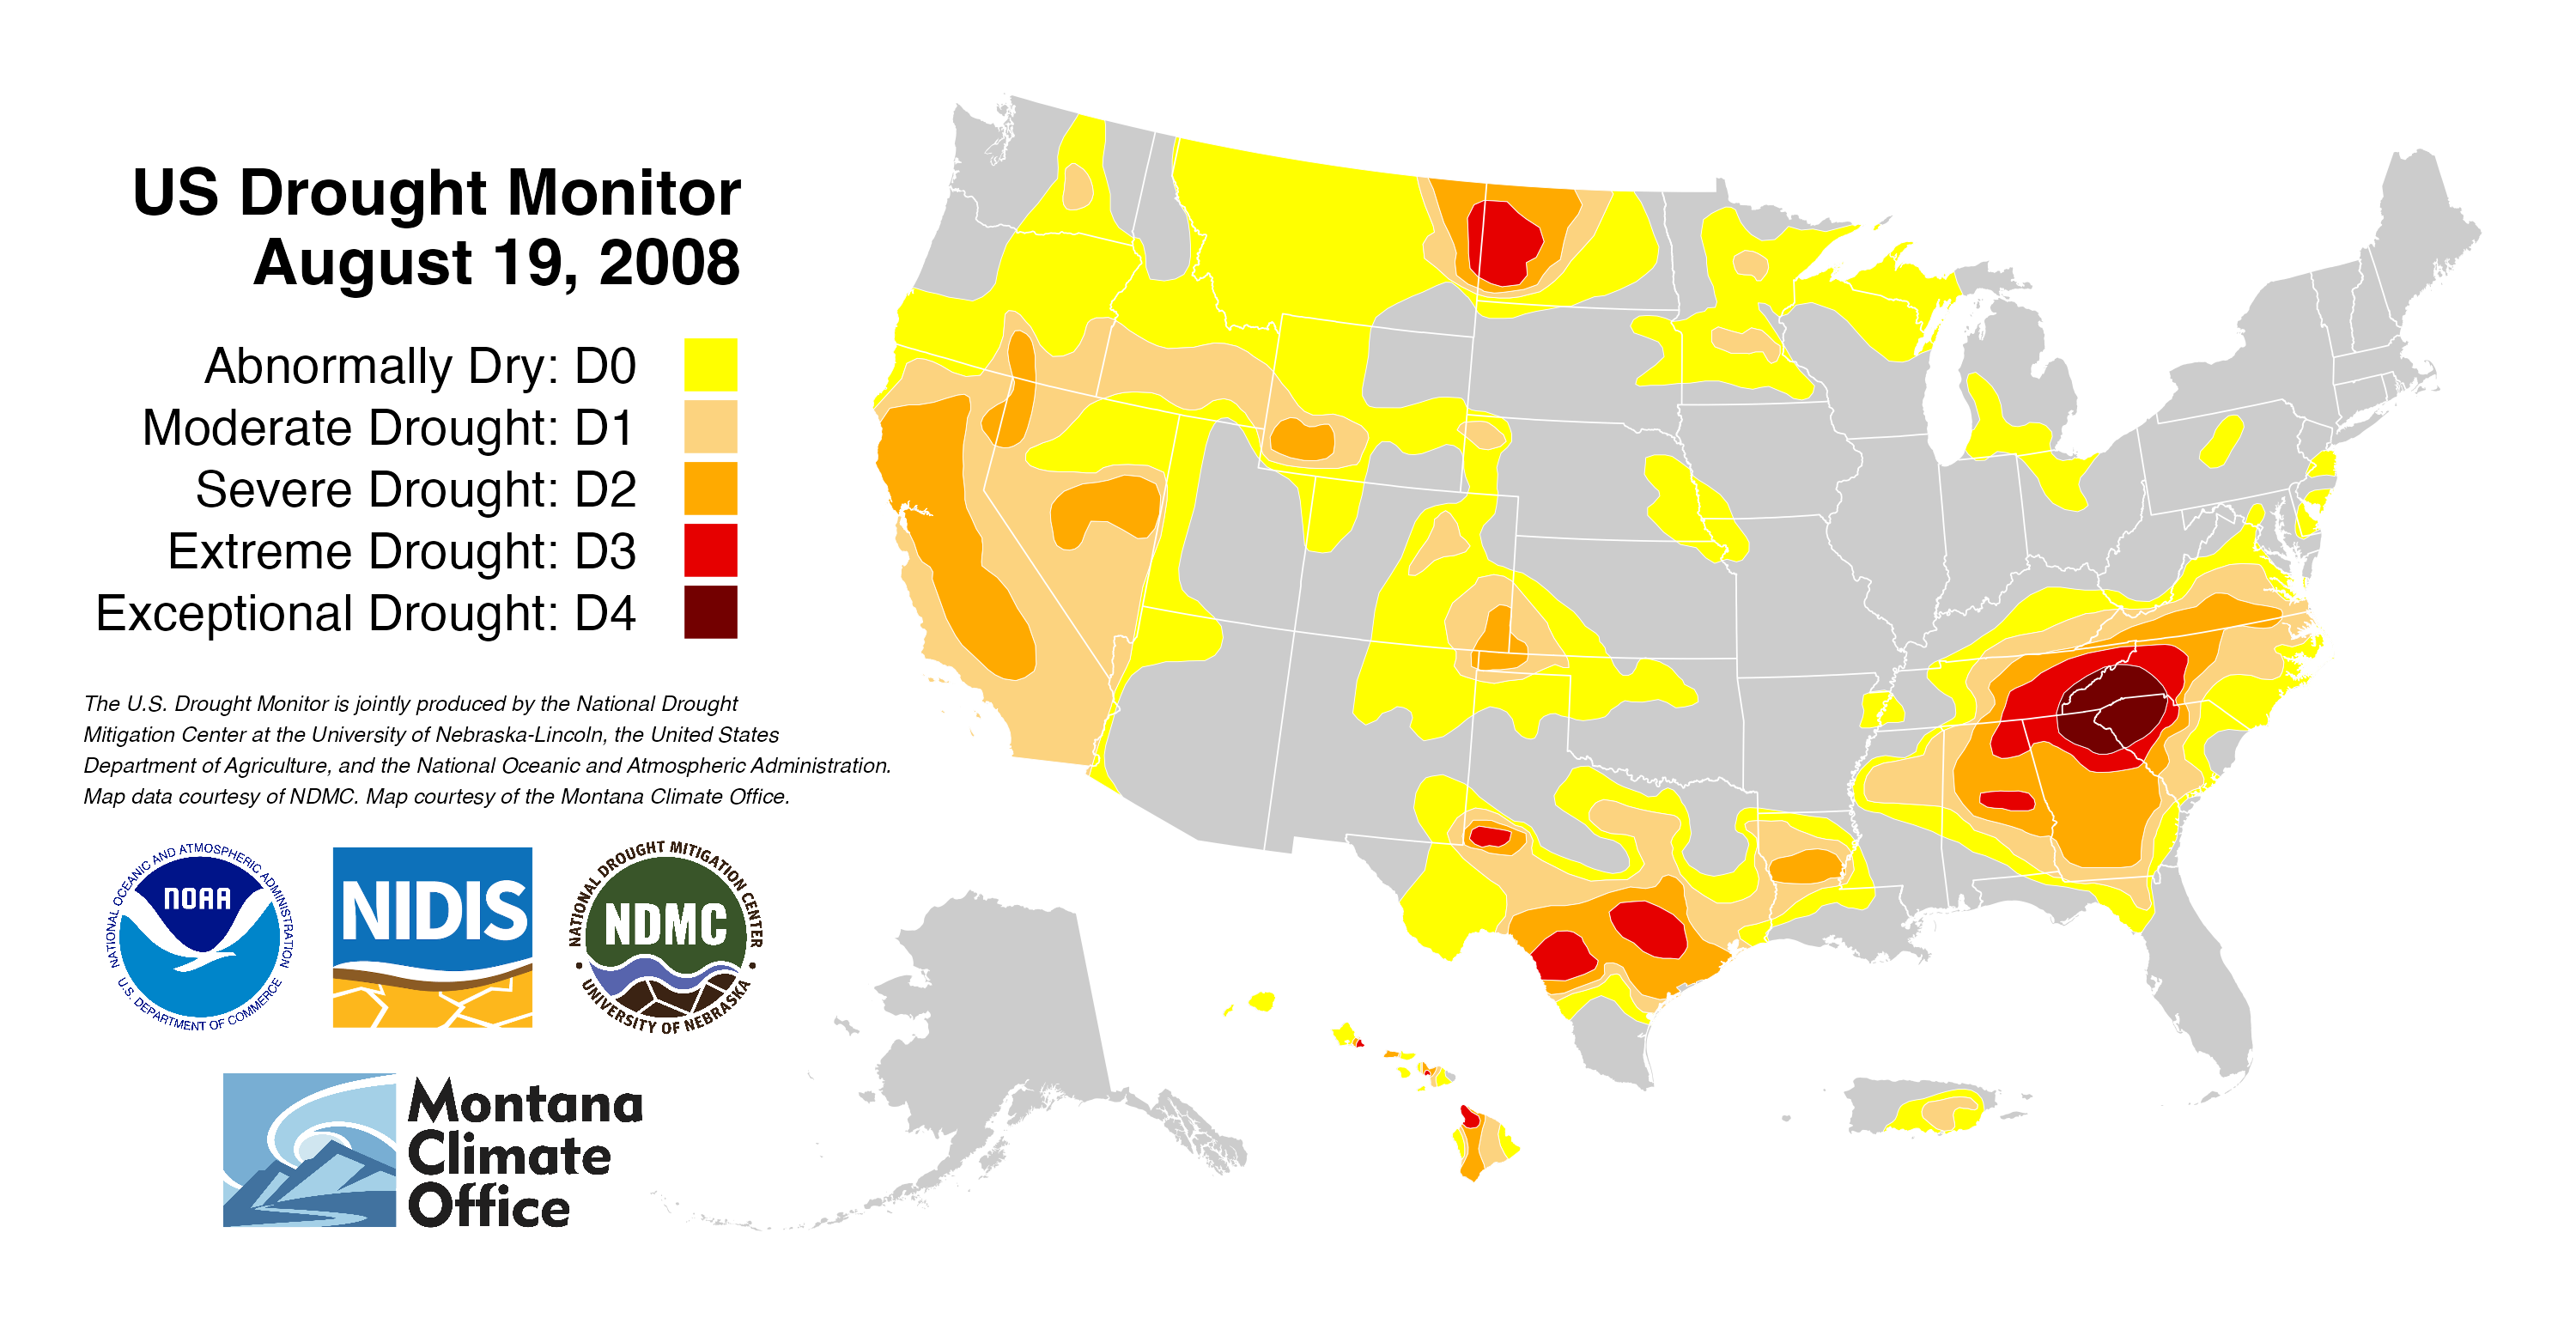 US Drought Monitor
August 19, 2008
Abnormally Dry: D0
Moderate Drought: D1
Severe Drought: D2
Extreme Drought: D3
Exceptional Drought: D4
The U.S. Drought Monitor is jointly produced by the National Drought
Mitigation Center at the University of Nebraska-Lincoln, the United States
Department of Agriculture, and the National Oceanic and Atmospheric Administration.
Map data courtesy of NDMC. Map courtesy of the Montana Climate Office.
NATIONAL OCEANIC AND ATMOSPHERIC ADMINISTRATION
NOAA
U.S. DEPARTMENT OF COMMERCE
NIDIS
NATIONAL DROUGHT MITIGATION CENTER
NDMC
UNIVERSITY OF NEBRASKA
Montana
Climate
Office